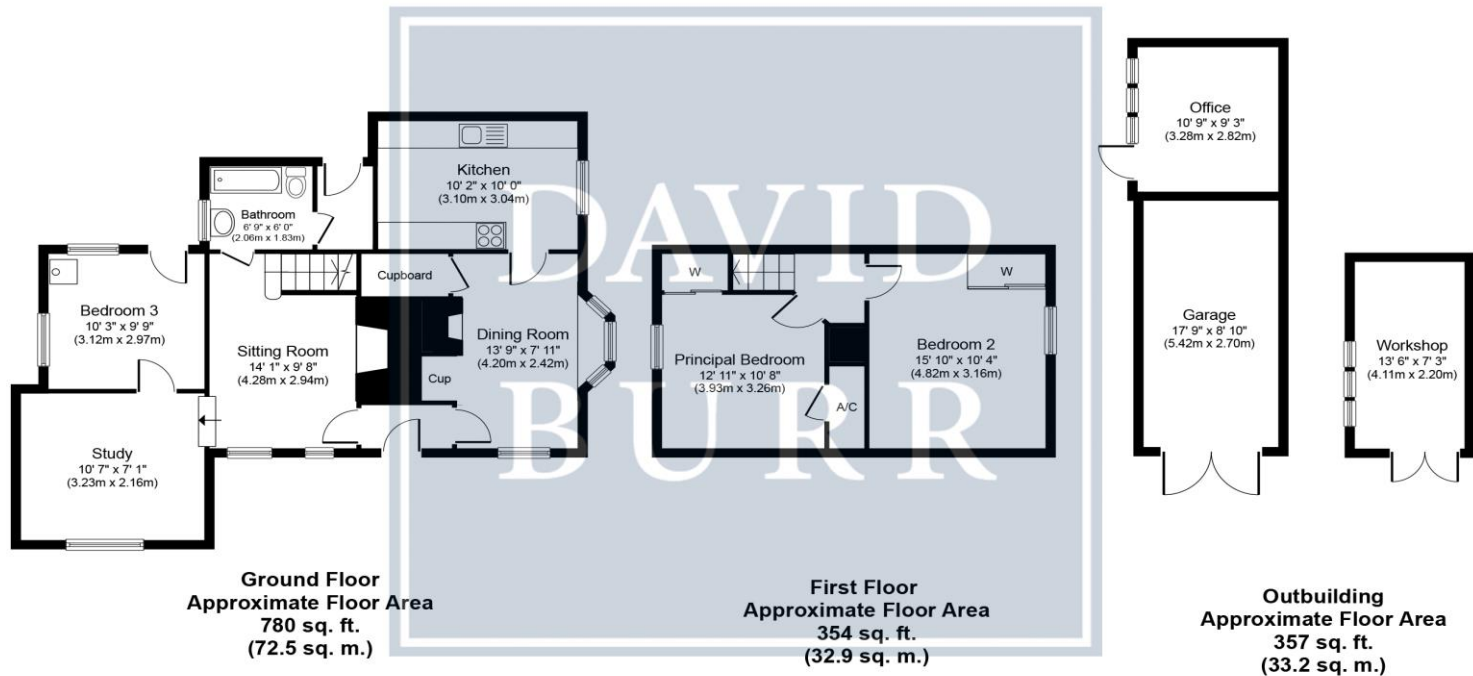 DAVID
BURR
Kitchen
10' 2" x 10' 0"
(3.10m x 3.04m)
Bathroom
6' 9" x 6' 0"
(2.06m x 1.83m)
Cupboard
Bedroom 3
10' 3" x 9' 9"
(3.12m x 2.97m)
Sitting Room
14' 1" x 9' 8"
(4.28m x 2.94m)
Dining Room
13' 9" x 7' 11"
(4.20m x 2.42m)
Cup
Study
10' 7" x 7' 1"
(3.23m x 2.16m)
Ground Floor
Approximate Floor Area
780 sq. ft.
(72.5 sq. m.)
W
W
Principal Bedroom
12' 11" x 10' 8"
(3.93m x 3.26m)
Bedroom 2
15' 10" x 10' 4"
(4.82m x 3.16m)
A/C
First Floor
Approximate Floor Area
354 sq. ft.
(32.9 sq. m.)
Office
10' 9" x 9' 3"
(3.28m x 2.82m)
Garage
17' 9" x 8' 10"
(5.42m x 2.70m)
Workshop
13' 6" x 7' 3"
(4.11m x 2.20m)
Outbuilding
Approximate Floor Area
357 sq. ft.
(33.2 sq. m.)